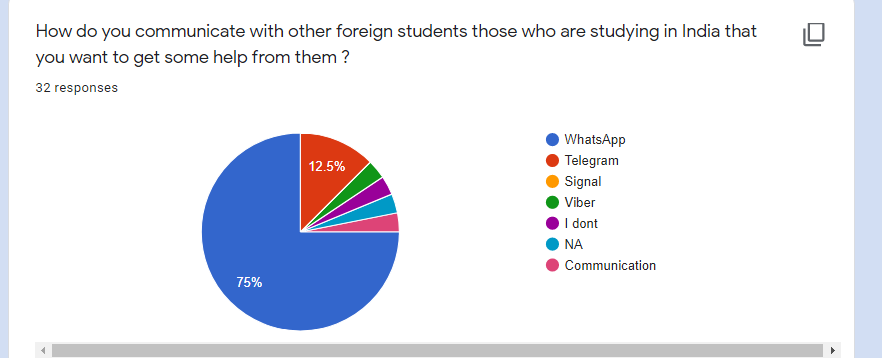 How do you communicate with other foreign students those who are studying in India that
you want to get some help from them ?
32 responses
12.5%
75%
WhatsApp
Telegram
Signal
Viber
I dont
NA
Communication